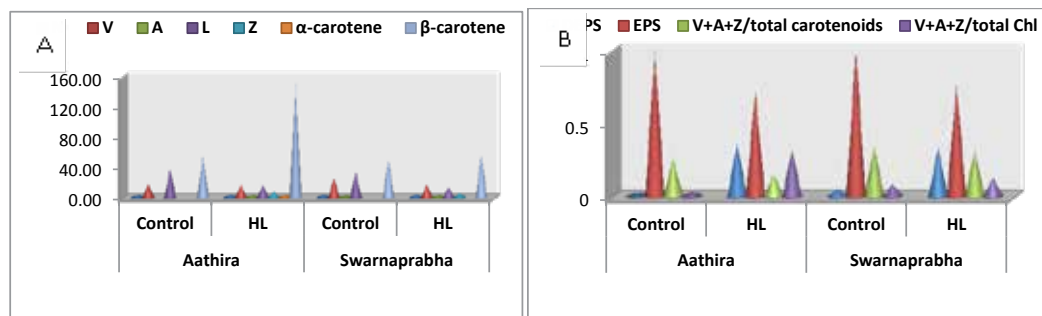 A
V A L Z α-carotene β-carotene
160.00
120.00
80.00
40.00
0.00
Control HL Control HL
Aathira Swarnaprabha
B
PS EPS V+A+Z/total carotenoids V+A+Z/total Chl
0.5
0
Control HL Control HL
Aathira Swarnaprabha